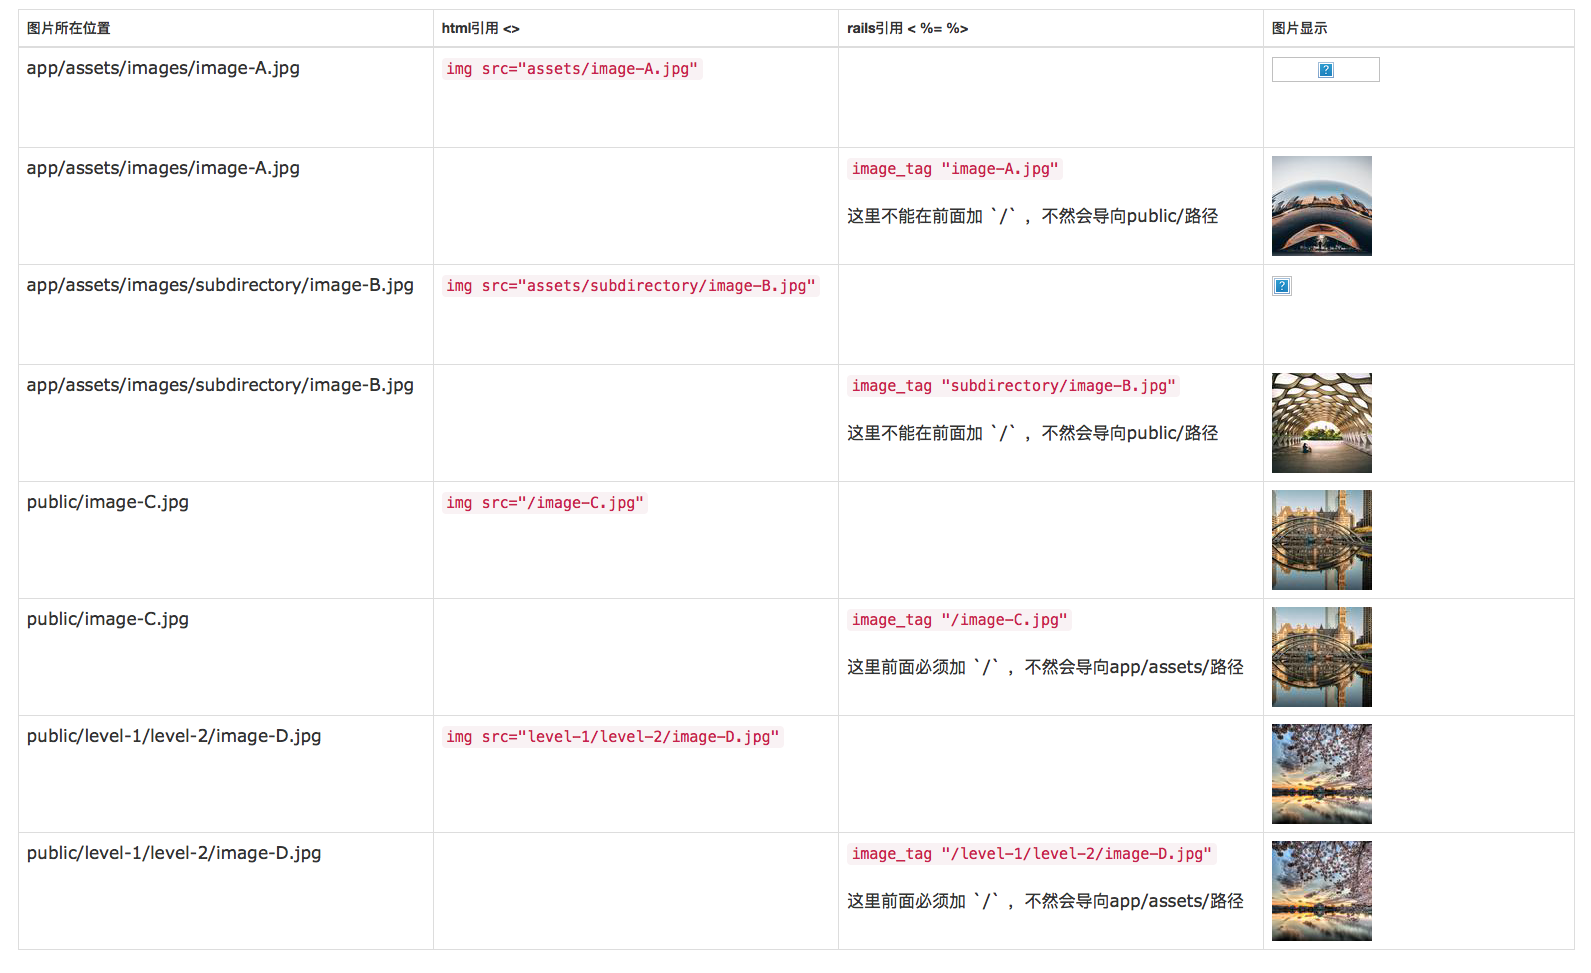 图片所在位置 html引用 <> rails引用 < %= %> 图片显示
app/assets/images/image-A.jpg img src="assets/image-A.jpg"
app/assets/images/image-A.jpg image_tag "image-A.jpg"
这里不能在前面加 `/` ，不然会导向public/路径
app/assets/images/subdirectory/image-B.jpg img src="assets/subdirectory/image-B.jpg"
app/assets/images/subdirectory/image-B.jpg image_tag "subdirectory/image-B.jpg"
这里不能在前面加 `/` ，不然会导向public/路径
public/image-C.jpg img src="/image-C.jpg"
public/image-C.jpg image_tag "/image-C.jpg"
这里前面必须加 `/` ，不然会导向app/assets/路径
public/level-1/level-2/image-D.jpg img src="level-1/level-2/image-D.jpg"
public/level-1/level-2/image-D.jpg image_tag "/level-1/level-2/image-D.jpg"
这里前面必须加 `/` ，不然会导向app/assets/路径